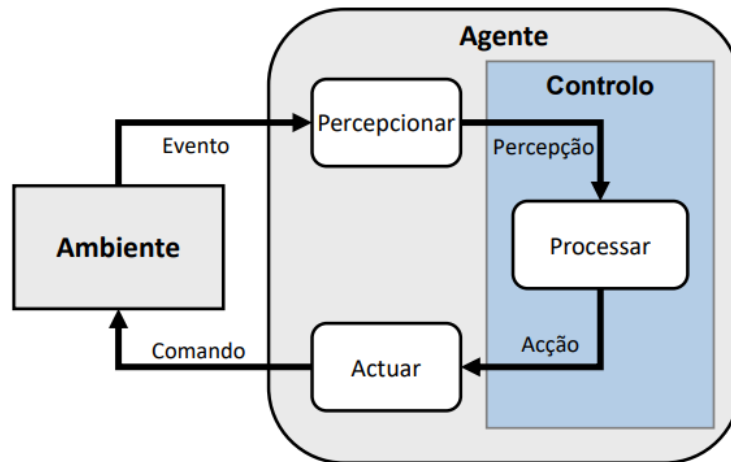 Agente
Controlo
Percepcionar
Evento
Percepção
Ambiente
Processar
Comando
Actuar
Acção